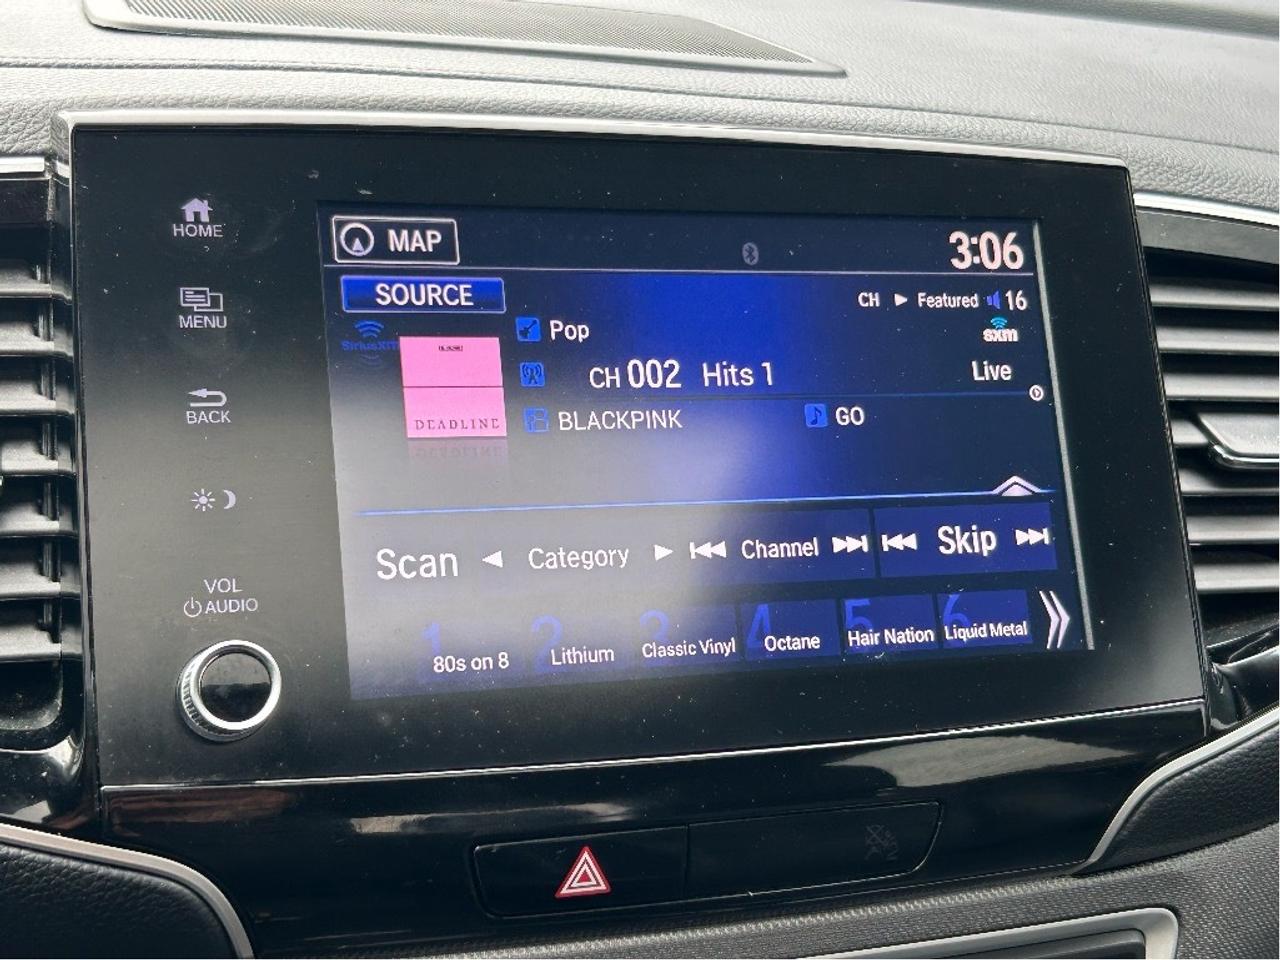 HOME
MENU
BACK
VOL
AUDIO
MAP
3:06
SOURCE
CH ▶ Featured 16
SiriusXM
sxm
Pop
CH 002 Hits 1
Live
DEADLINE
BLACKPINK
GO
Scan ◀ Category ▶ Channel Skip
1 80s on 8
2 Lithium
3 Classic Vinyl
4 Octane
5 Hair Nation
6 Liquid Metal